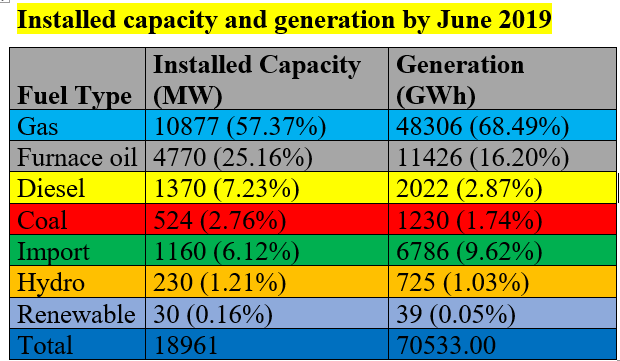 Installed capacity and generation by June 2019
Fuel Type Installed Capacity (MW) Generation (GWh)
Gas 10877 (57.37%) 48306 (68.49%)
Furnace oil 4770 (25.16%) 11426 (16.20%)
Diesel 1370 (7.23%) 2022 (2.87%)
Coal 524 (2.76%) 1230 (1.74%)
Import 1160 (6.12%) 6786 (9.62%)
Hydro 230 (1.21%) 725 (1.03%)
Renewable 30 (0.16%) 39 (0.05%)
Total 18961 70533.00